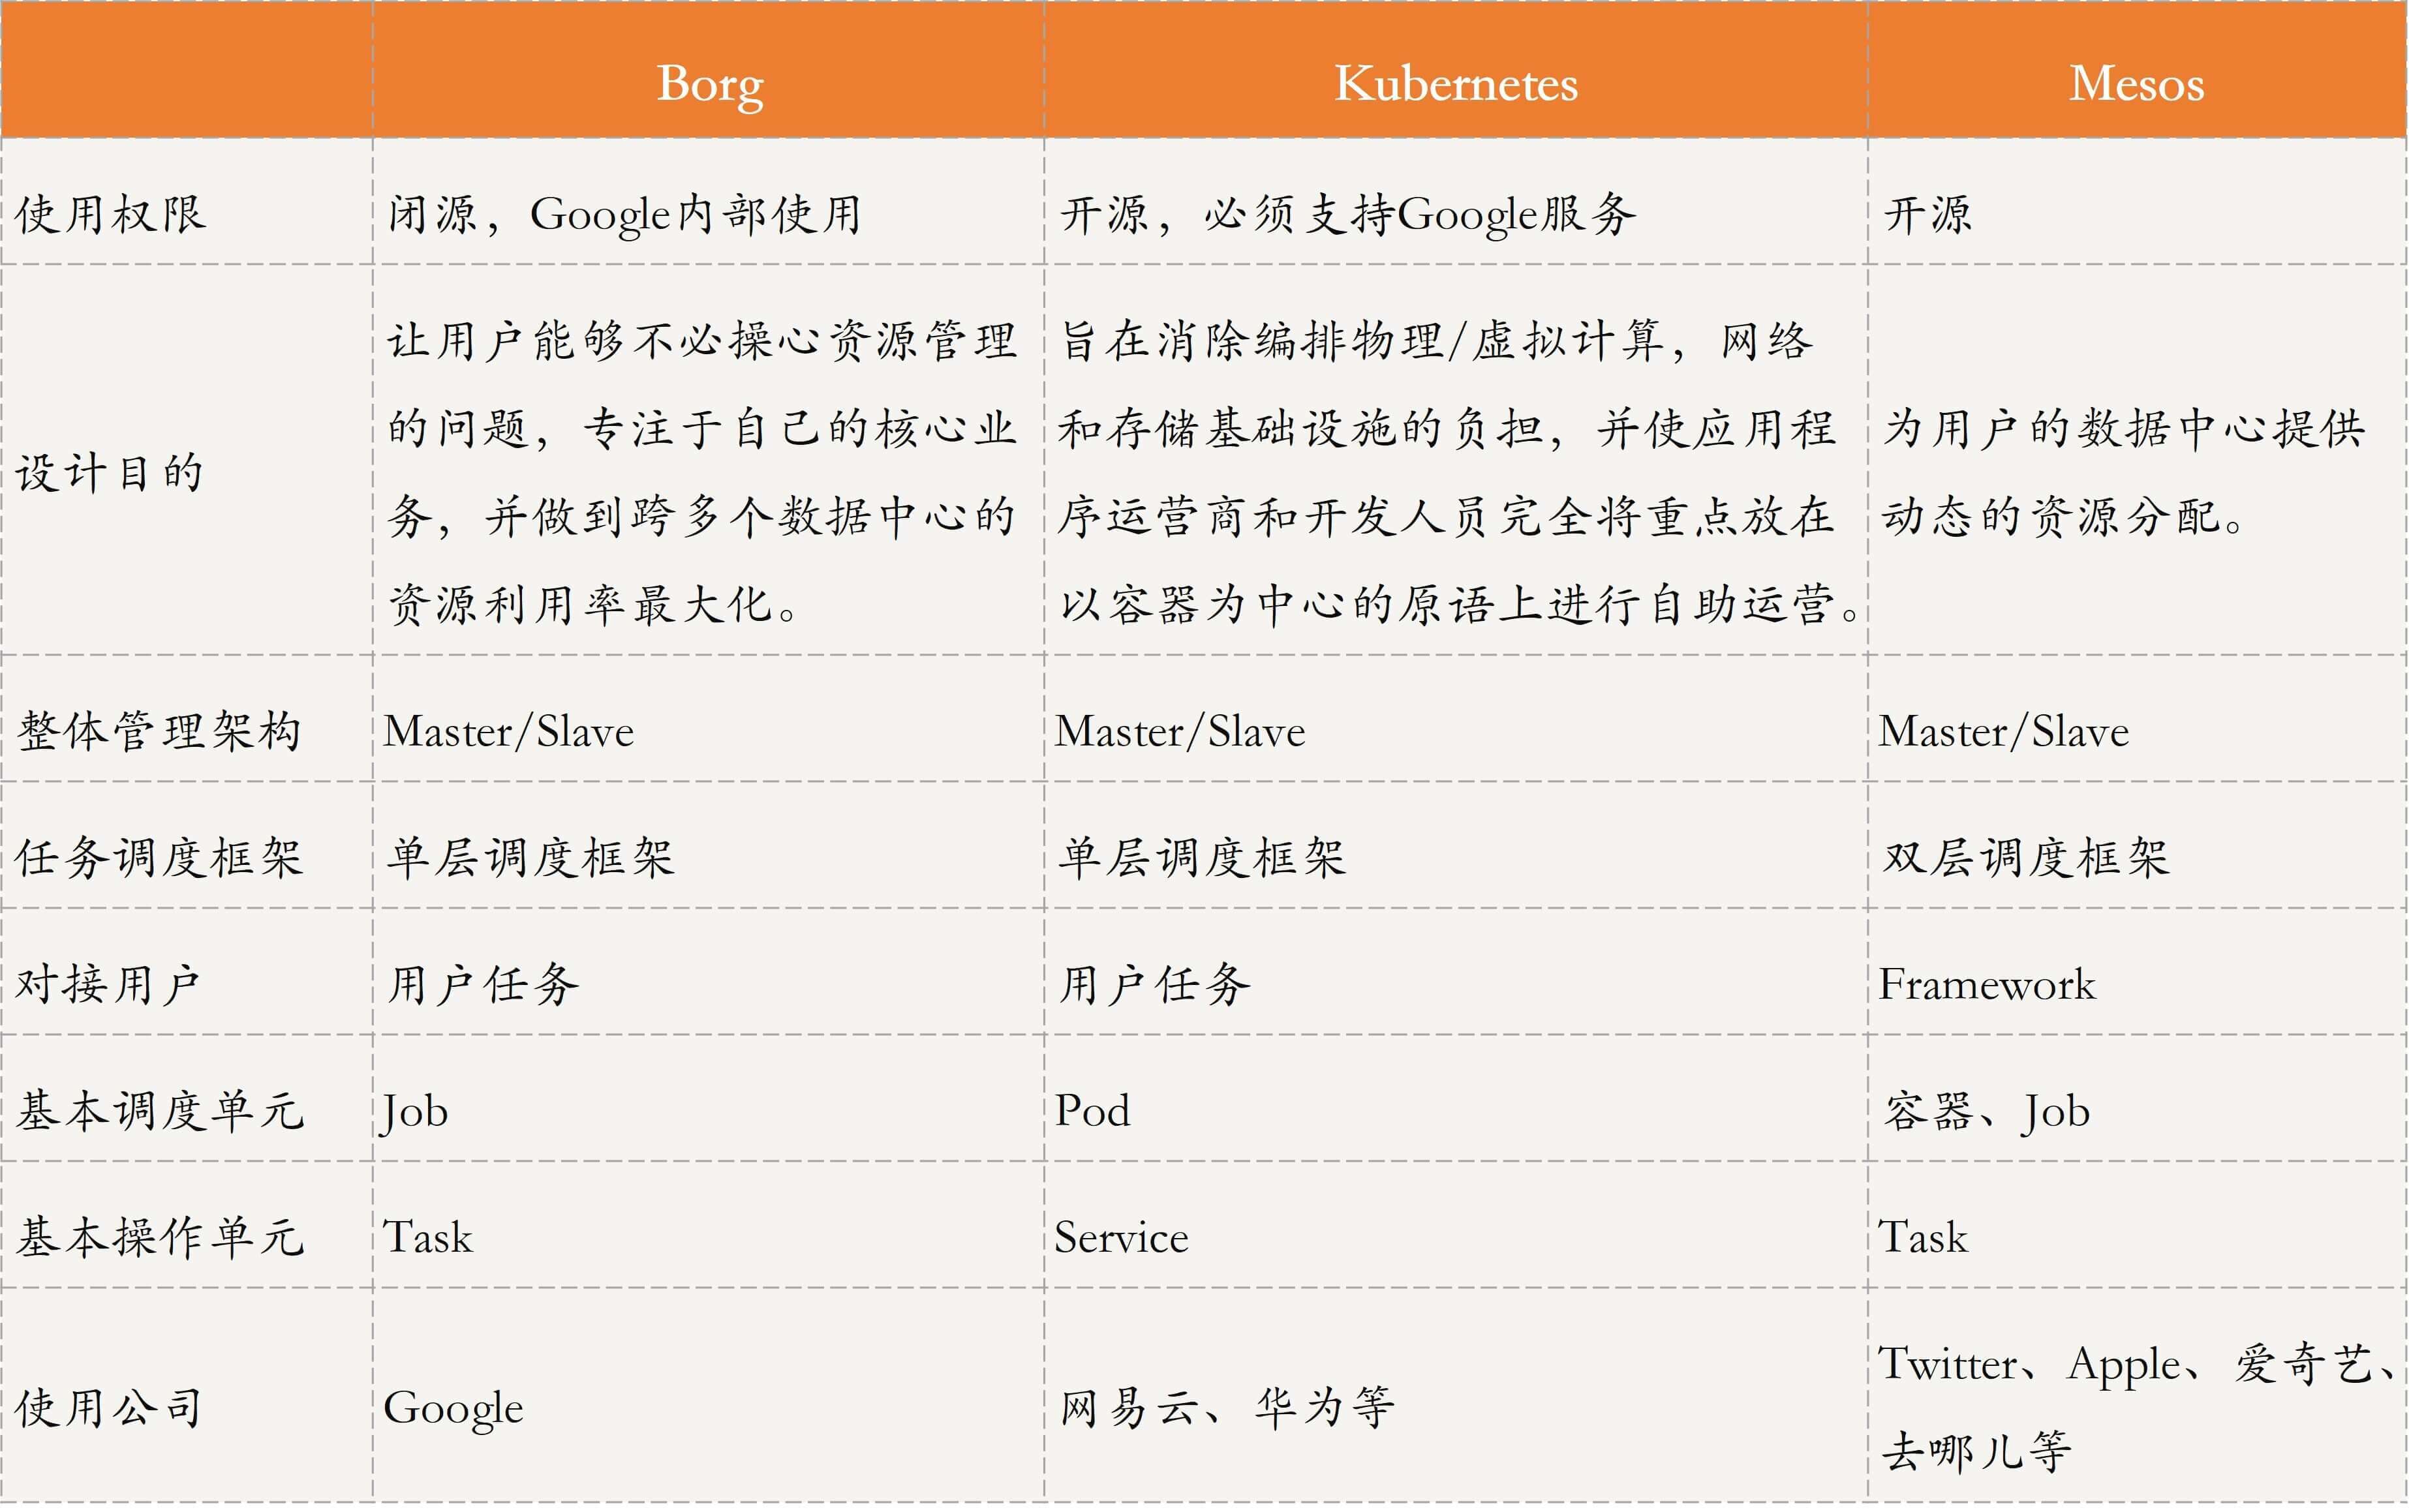 Borg Kubernetes Mesos
使用权限 闭源，Google内部使用 开源，必须支持Google服务 开源
设计目的
让用户能够不必操心资源管理
的问题，专注于自己的核心业
务，并做到跨多个数据中心的
资源利用率最大化。
旨在消除编排物理/虚拟计算，网络
和存储基础设施的负担，并使应用程
序运营商和开发人员完全将重点放在
以容器为中心的原语上进行自助运营。
为用户的数据中心提供
动态的资源分配。
整体管理架构 Master/Slave Master/Slave Master/Slave
任务调度框架 单层调度框架 单层调度框架 双层调度框架
对接用户 用户任务 用户任务 Framework
基本调度单元 Job Pod 容器、Job
基本操作单元 Task Service Task
使用公司 Google 网易云、华为等
Twitter、Apple、爱奇艺、
去哪儿等